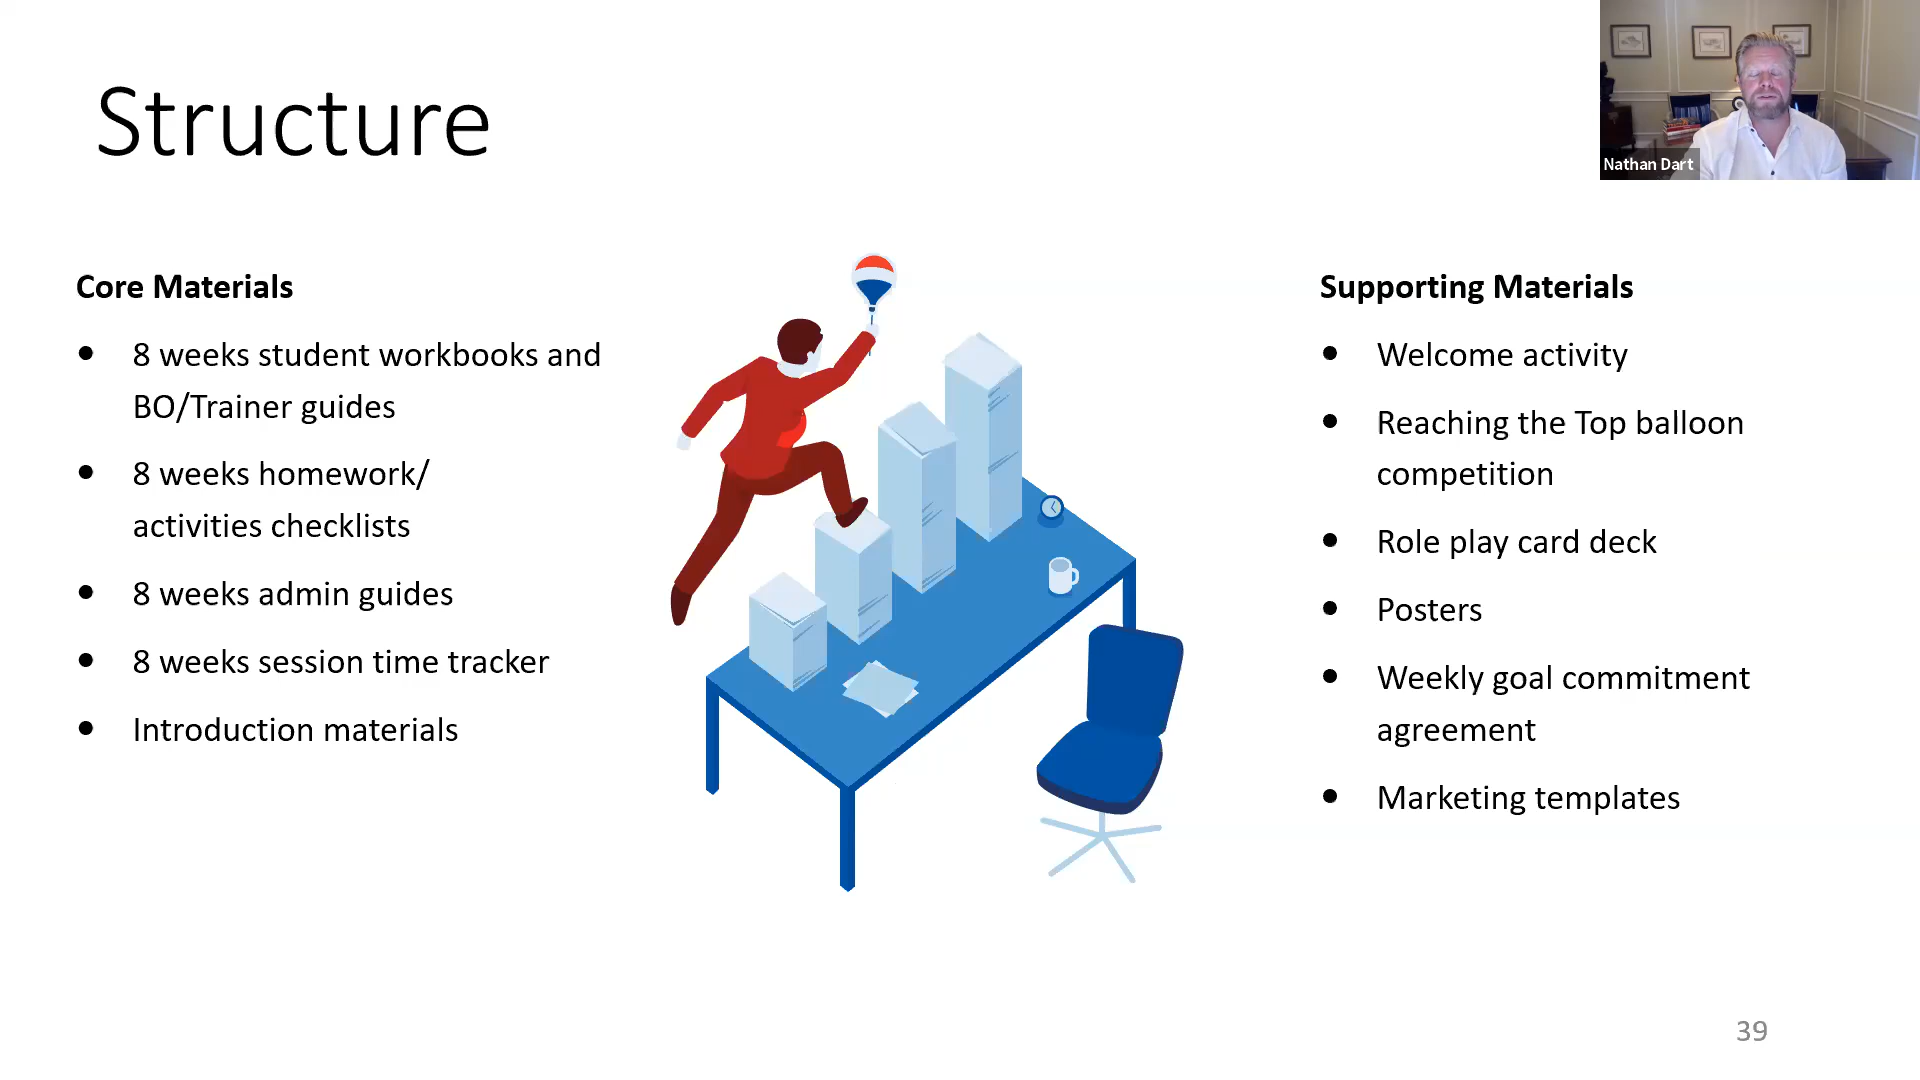 Structure
Nathan Dart
Core Materials
● 8 weeks student workbooks and
BO/Trainer guides
● 8 weeks homework/
activities checklists
● 8 weeks admin guides
● 8 weeks session time tracker
● Introduction materials
Supporting Materials
● Welcome activity
● Reaching the Top balloon
competition
● Role play card deck
● Posters
● Weekly goal commitment
agreement
● Marketing templates
39